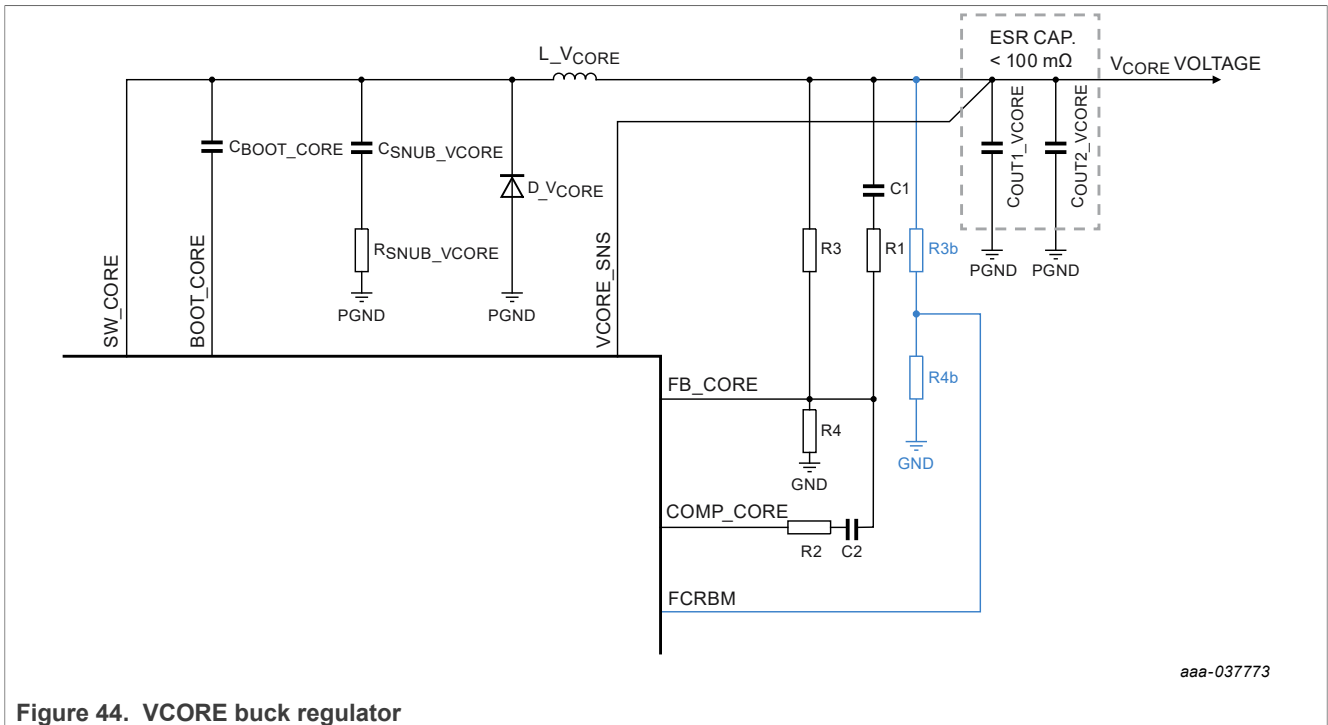 ESR CAP.
< 100 mΩ
L_VCORE
VCORE VOLTAGE
CBOOT_CORE
CSNUB_VCORE
D_VCORE
COUT1_VCORE
COUT2_VCORE
C1
R3
R1
R3b
RSNUB_VCORE
PGND
PGND
PGND
PGND
SW_CORE
BOOT_CORE
VCORE_SNS
FB_CORE
R4b
R4
GND
GND
COMP_CORE
R2
C2
FCRBM
aaa-037773
Figure 44. VCORE buck regulator